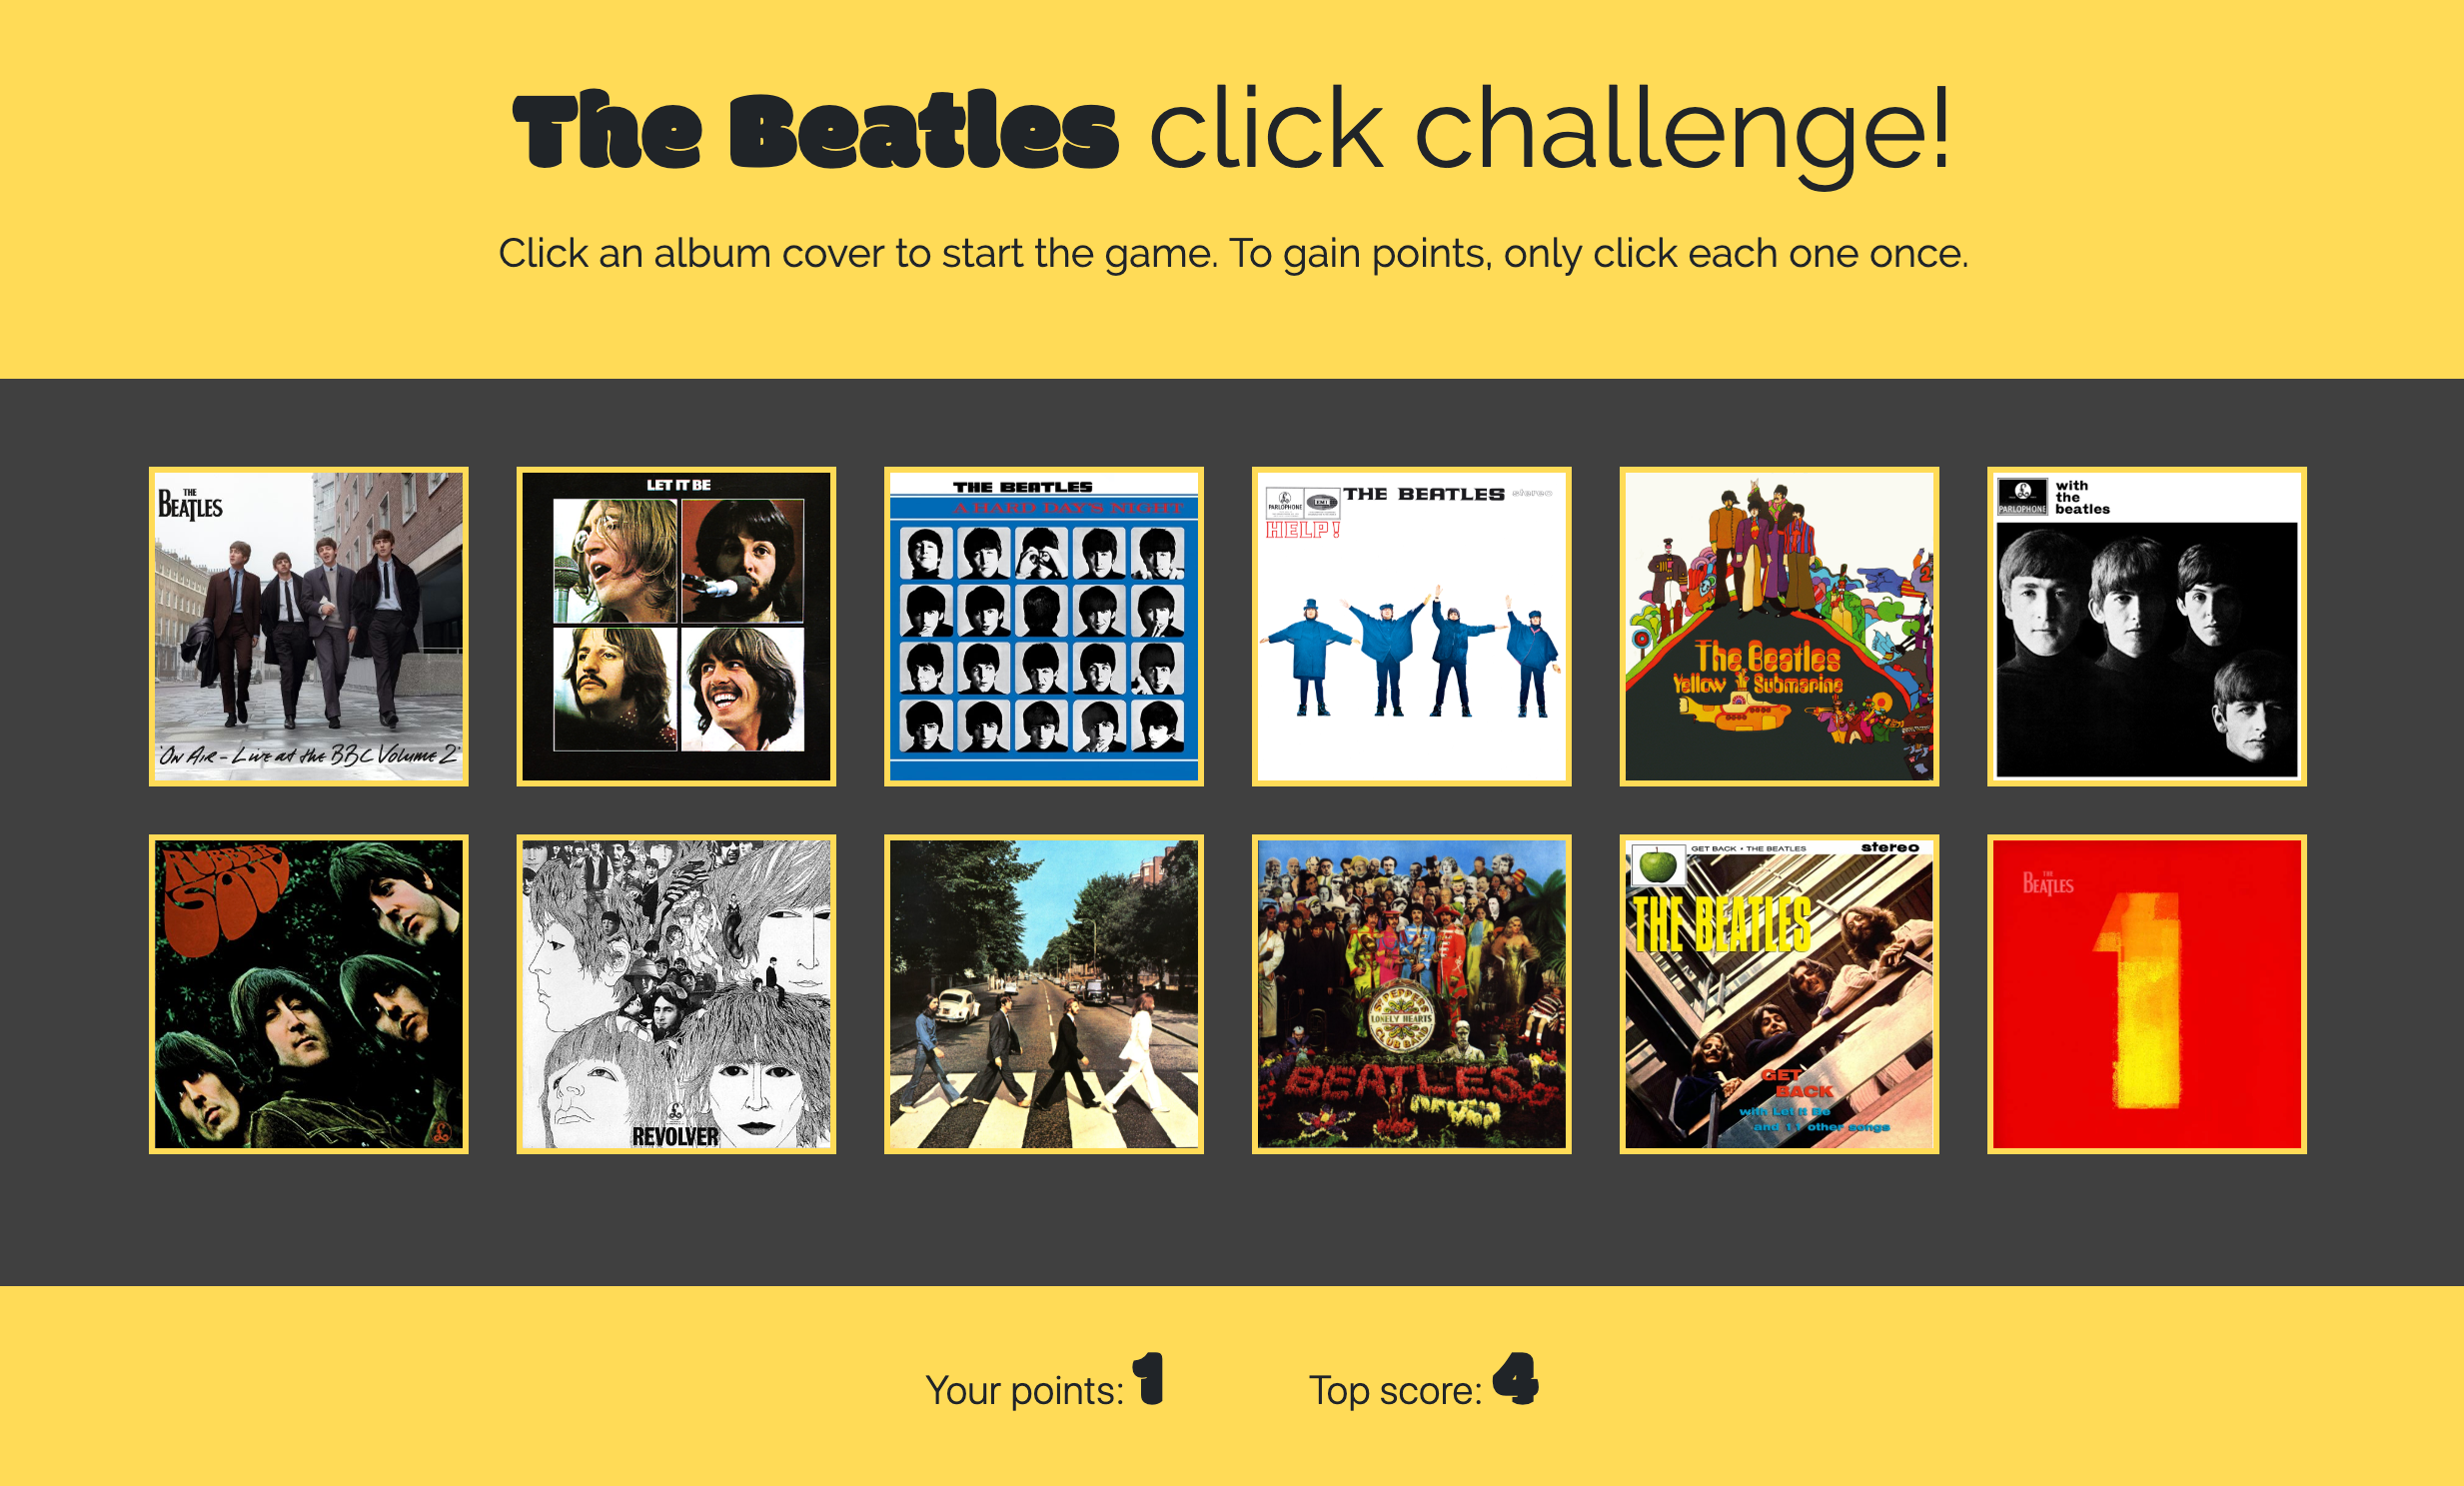 The Beatles click challenge!
Click an album cover to start the game. To gain points, only click each one once.
THE
BEATLES
'On Air - Live at the BBC Volume 2'
LET IT BE
THE BEATLES
A HARD DAY'S NIGHT
PARLOPHONE
EMI
THE BEATLES stereo
HELP!
The Beatles
Yellow Submarine
PARLOPHONE
with
the
beatles
RUBBER
SOUL
REVOLVER
SGT PEPPERS
LONELY HEARTS
CLUB BAND
BEATLES
GET BACK • THE BEATLES stereo
THE BEATLES
GET
BACK
with Let It Be
and 11 other songs
THE
BEATLES
1
Your points: 1
Top score: 4